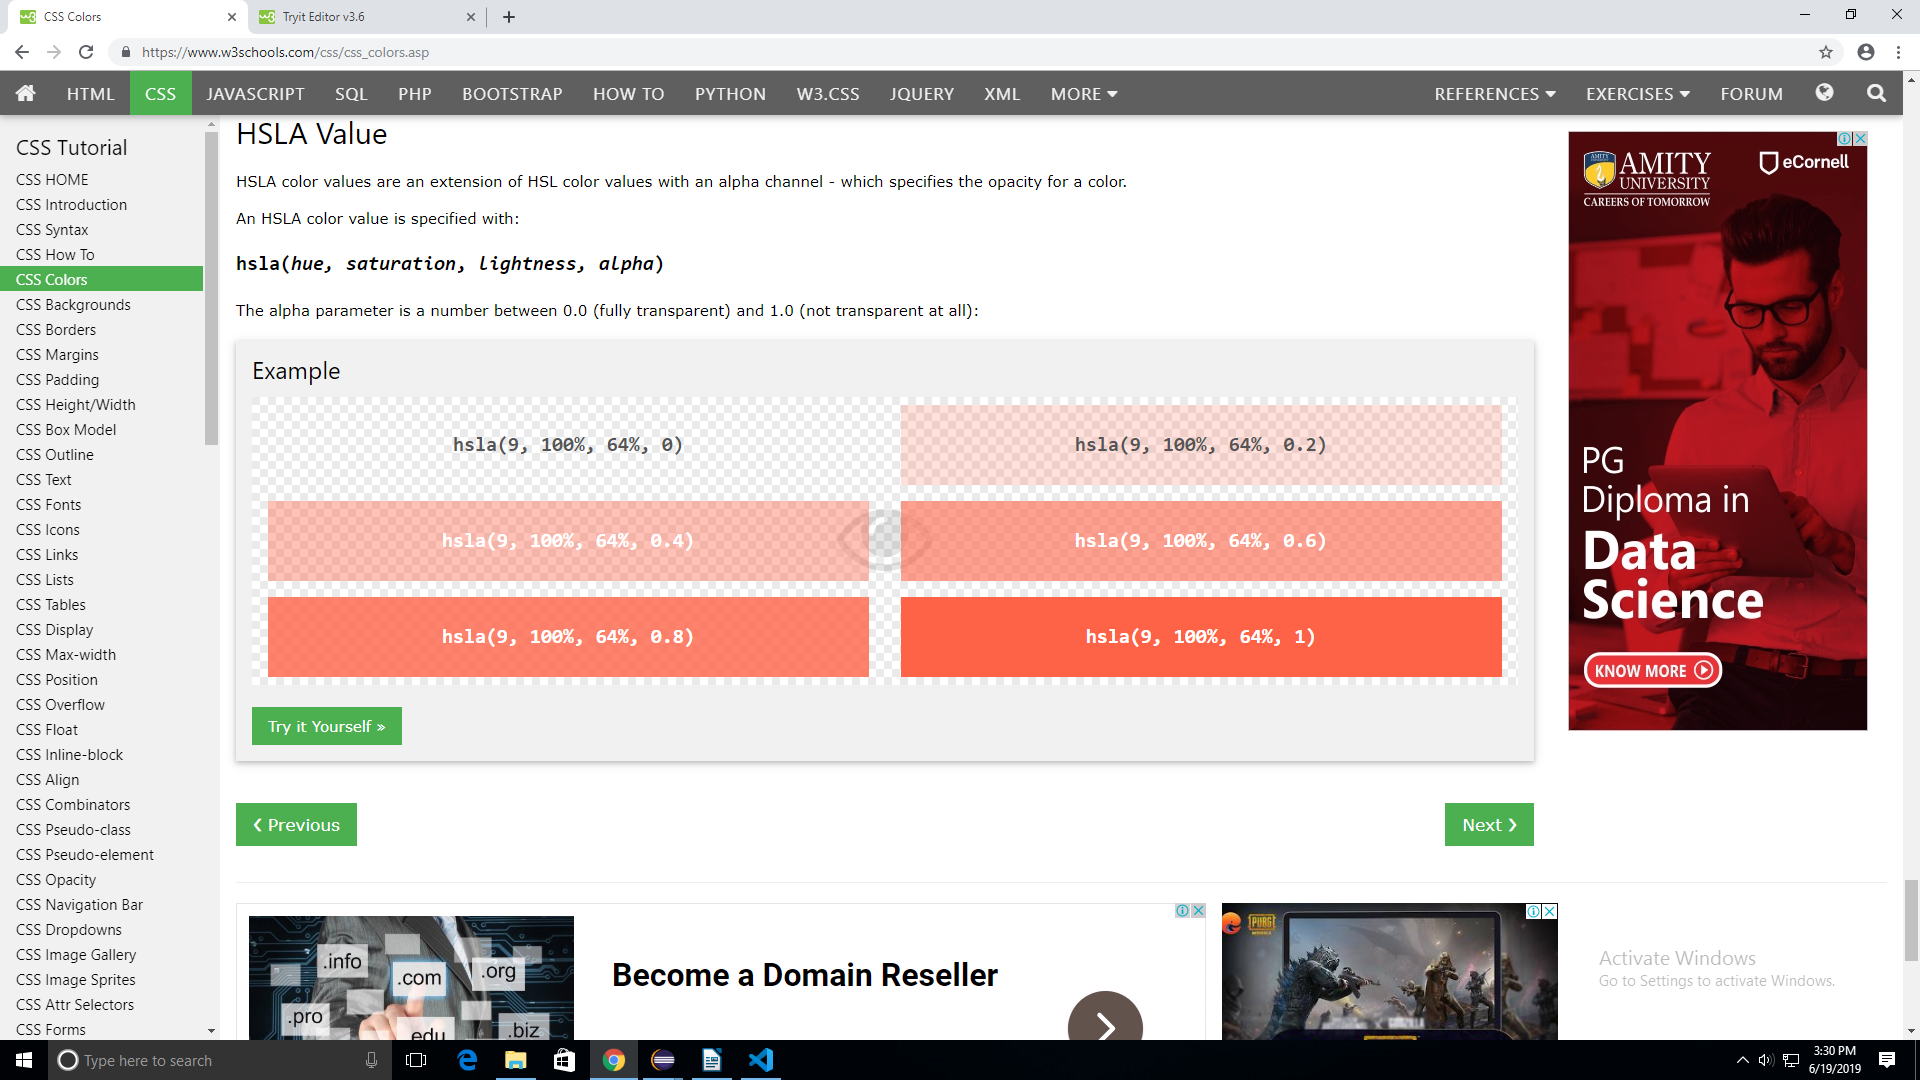 CSS Colors
Tryit Editor v3.6
https://www.w3schools.com/css/css_colors.asp
HTML
CSS
JAVASCRIPT
SQL
PHP
BOOTSTRAP
HOW TO
PYTHON
W3.CSS
JQUERY
XML
MORE
REFERENCES
EXERCISES
FORUM
CSS Tutorial
CSS HOME
CSS Introduction
CSS Syntax
CSS How To
CSS Colors
CSS Backgrounds
CSS Borders
CSS Margins
CSS Padding
CSS Height/Width
CSS Box Model
CSS Outline
CSS Text
CSS Fonts
CSS Icons
CSS Links
CSS Lists
CSS Tables
CSS Display
CSS Max-width
CSS Position
CSS Overflow
CSS Float
CSS Inline-block
CSS Align
CSS Combinators
CSS Pseudo-class
CSS Pseudo-element
CSS Opacity
CSS Navigation Bar
CSS Dropdowns
CSS Image Gallery
CSS Image Sprites
CSS Attr Selectors
CSS Forms
HSLA Value
HSLA color values are an extension of HSL color values with an alpha channel - which specifies the opacity for a color.
An HSLA color value is specified with:
hsla(hue, saturation, lightness, alpha)
The alpha parameter is a number between 0.0 (fully transparent) and 1.0 (not transparent at all):
Example
hsla(9, 100%, 64%, 0)
hsla(9, 100%, 64%, 0.2)
hsla(9, 100%, 64%, 0.4)
hsla(9, 100%, 64%, 0.6)
hsla(9, 100%, 64%, 0.8)
hsla(9, 100%, 64%, 1)
Try it Yourself »
❮ Previous
Next ❯
AMITY
UNIVERSITY
CAREERS OF TOMORROW
eCornell
PG
Diploma in
Data
Science
KNOW MORE
.info
.com
.org
.pro
.edu
.biz
Become a Domain Reseller
PUBG
Activate Windows
Go to Settings to activate Windows.
Type here to search
3:30 PM
6/19/2019